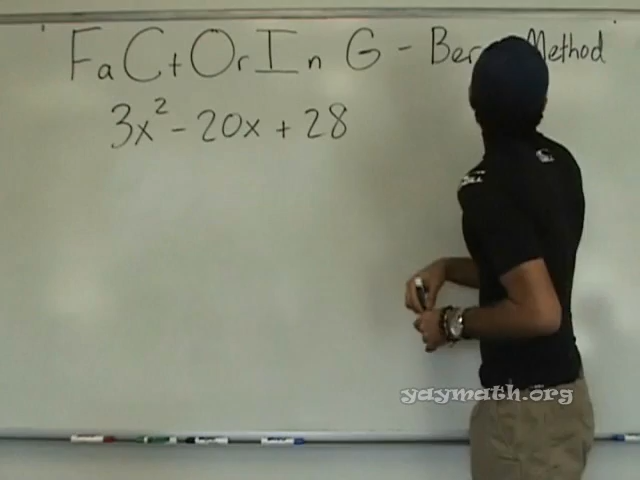 FaCtOrInG - Method
3x² - 20x + 28
yaymath.org